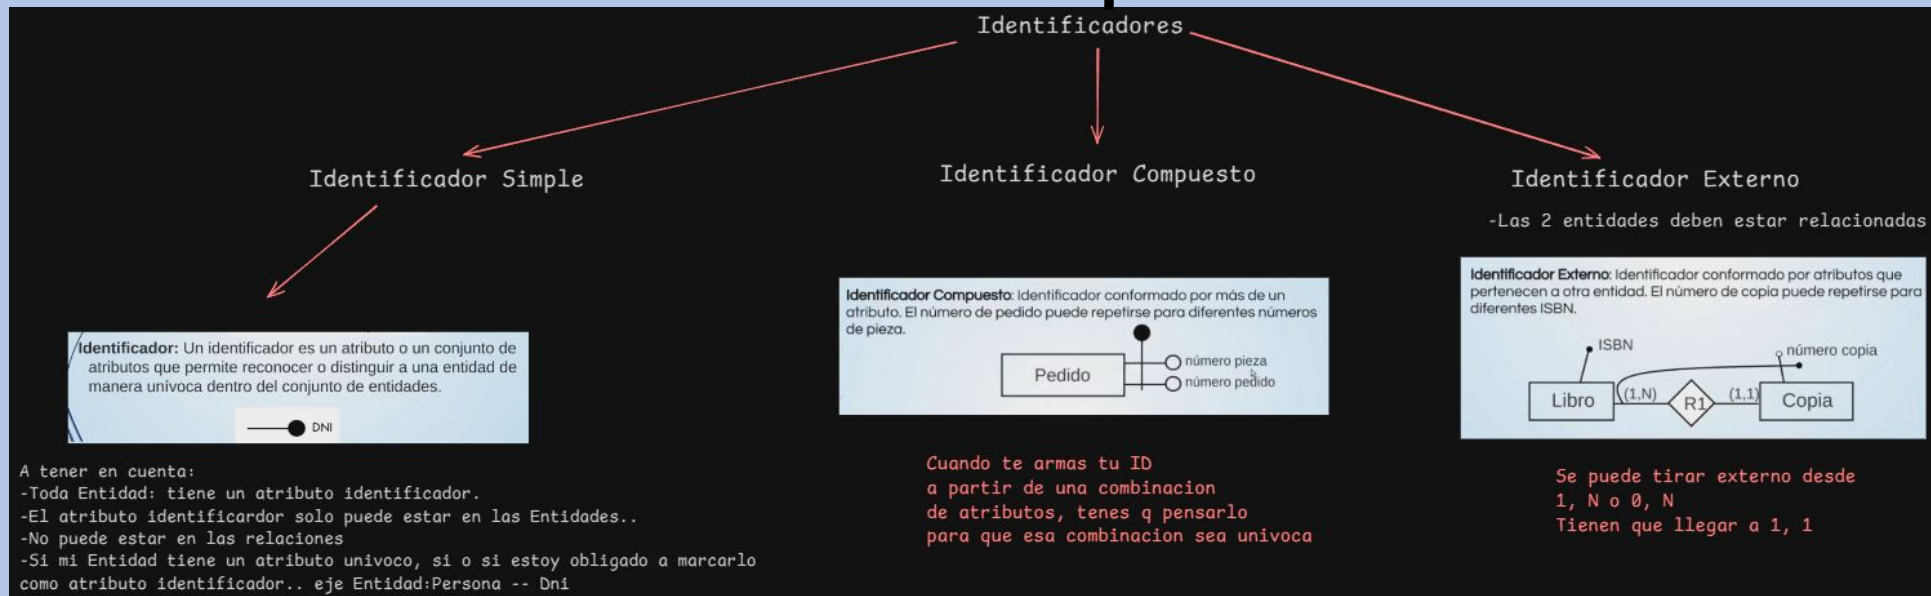 Identificadores
Identificador Simple
Identificador:  Un identificador es un atributo o un conjunto de
atributos que permite reconocer o distinguir a una entidad de
manera unívoca dentro del conjunto de entidades.
DNI
A tener en cuenta:
-Toda Entidad: tiene un atributo identificador.
-El atributo identificardor solo puede estar en las Entidades..
-No puede estar en las relaciones
-Si mi Entidad tiene un atributo univoco, si o si estoy obligado a marcarlo
como atributo identificador.. eje Entidad:Persona -- Dni
Identificador Compuesto
Identificador Compuesto: Identificador conformado por más de un
atributo. El número de pedido puede repetirse para diferentes números
de pieza.
Pedido
número pieza
número pedido
Cuando te armas tu ID
a partir de una combinacion
de atributos, tenes q pensarlo
para que esa combinacion sea univoca
Identificador Externo
-Las 2 entidades deben estar relacionadas
Identificador Externo: Identificador conformado por atributos que
pertenecen a otra entidad. El número de copia puede repetirse para
diferentes ISBN.
ISBN
número copia
Libro
(1,N)
R1
(1,1)
Copia
Se puede tirar externo desde
1, N o 0, N
Tienen que llegar a 1, 1